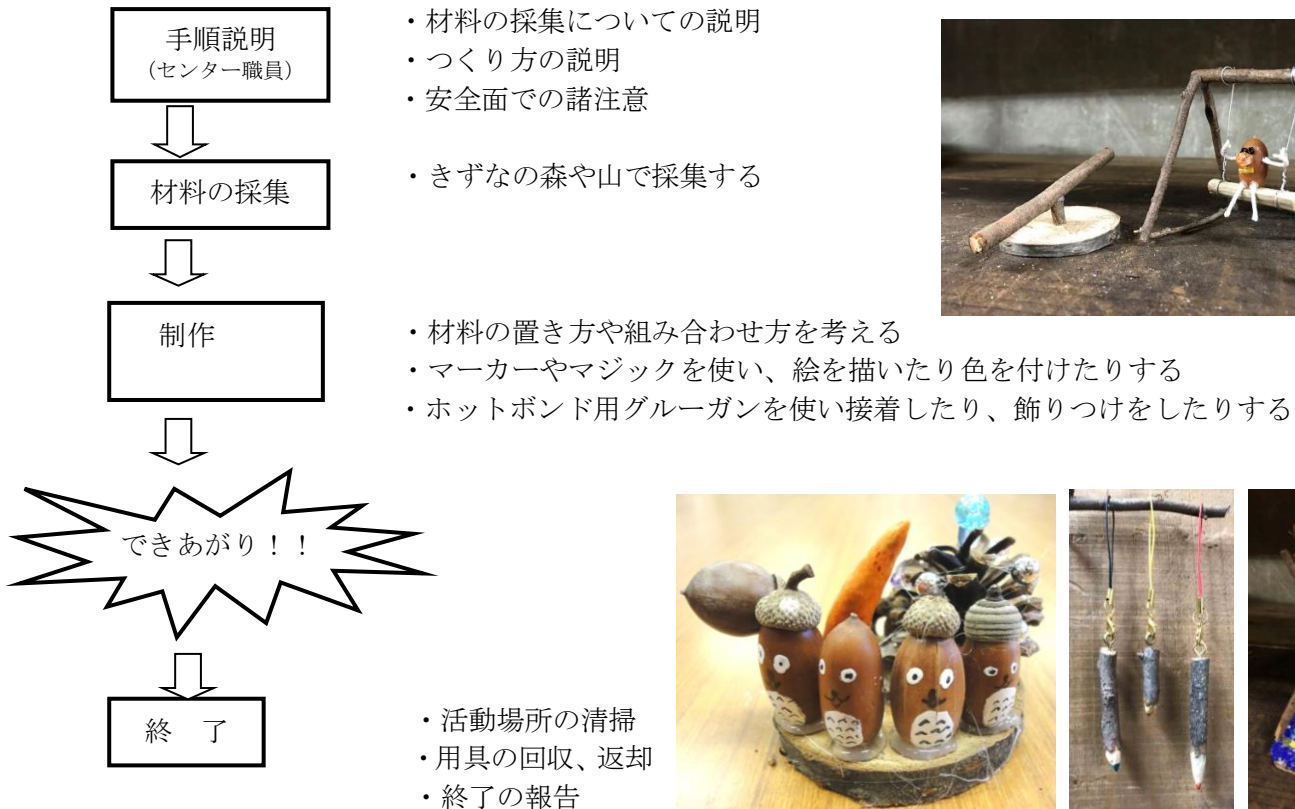 手順説明
(センター職員)
・材料の採集についての説明
・つくり方の説明
・安全面での諸注意
材料の採集
・きずなの森や山で採集する
制作
・材料の置き方や組み合わせ方を考える
・マーカーやマジックを使い、絵を描いたり色を付けたりする
・ホットボンド用グルーガンを使い接着したり、飾りつけをしたりする
できあがり！！
終　了
・活動場所の清掃
・用具の回収、返却
・終了の報告